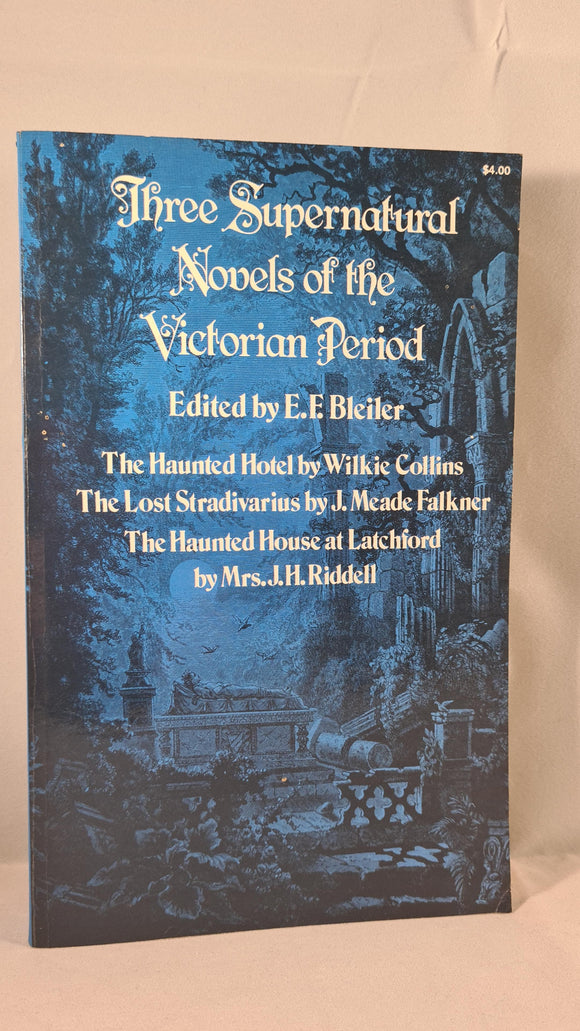 $4.00
Three Supernatural
Novels of the
Victorian Period
Edited by E.F. Bleiler
The Haunted Hotel by Wilkie Collins
The Lost Stradivarius by J. Meade Falkner
The Haunted House at Latchford
by Mrs. J.H. Riddell